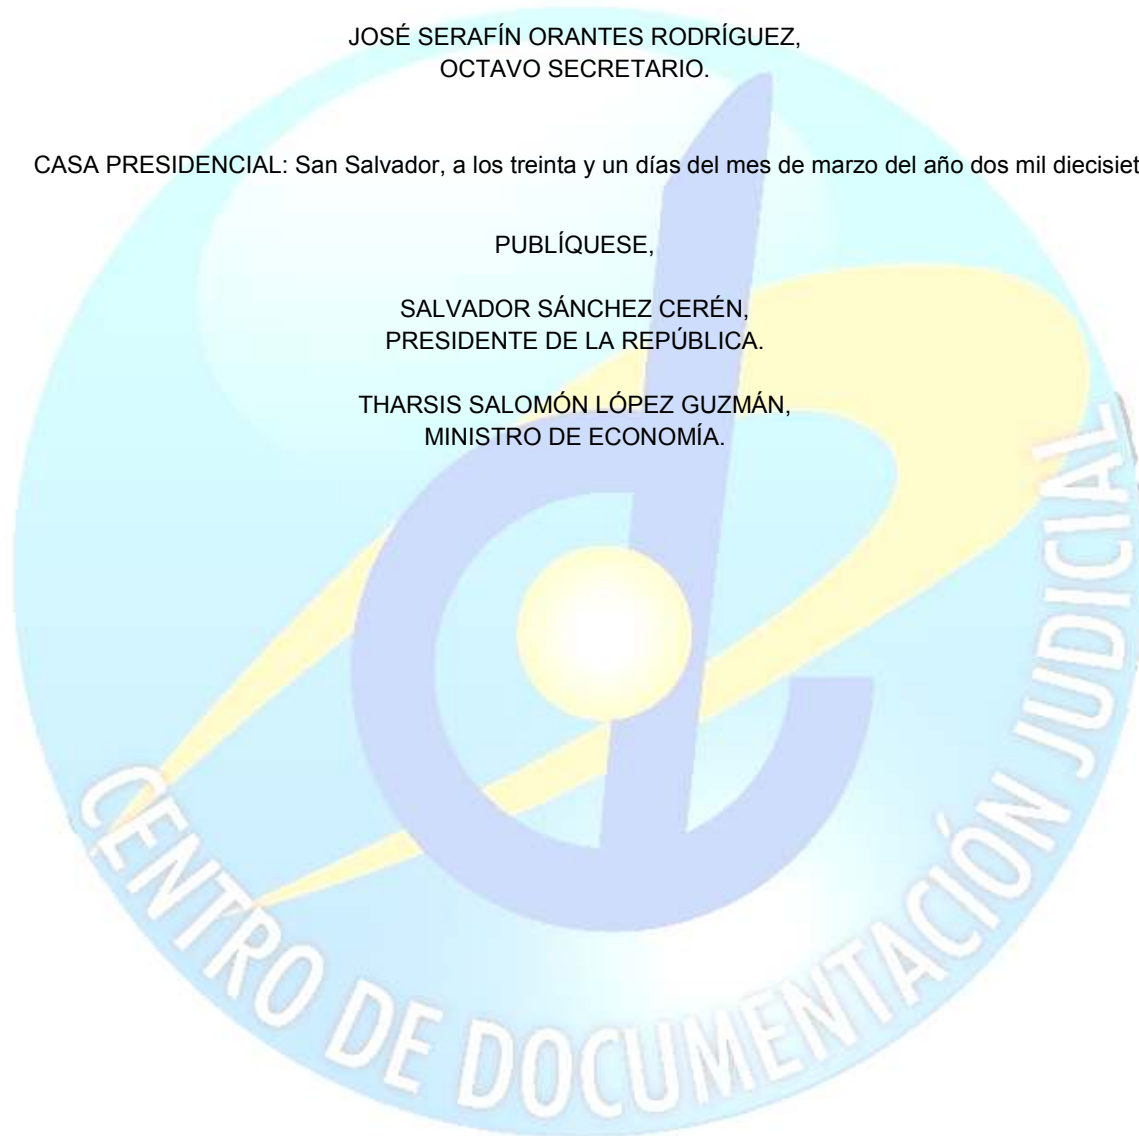 JOSÉ SERAFÍN ORANTES RODRÍGUEZ,
OCTAVO SECRETARIO.
CASA PRESIDENCIAL: San Salvador, a los treinta y un días del mes de marzo del año dos mil diecisiet
PUBLÍQUESE,
SALVADOR SÁNCHEZ CERÉN,
PRESIDENTE DE LA REPÚBLICA.
THARSIS SALOMÓN LÓPEZ GUZMÁN,
MINISTRO DE ECONOMÍA.
CENTRO DE DOCUMENTACIÓN JUDICIAL